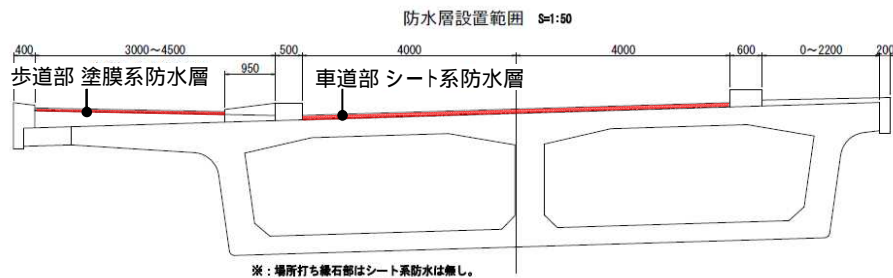 防水層設置範囲 S=1:50
400 3000～4500 500 4000 4000 600 0～2200 200
950
歩道部 塗膜系防水層 車道部 シート系防水層
※：場所打ち縁石部はシート系防水は無し。